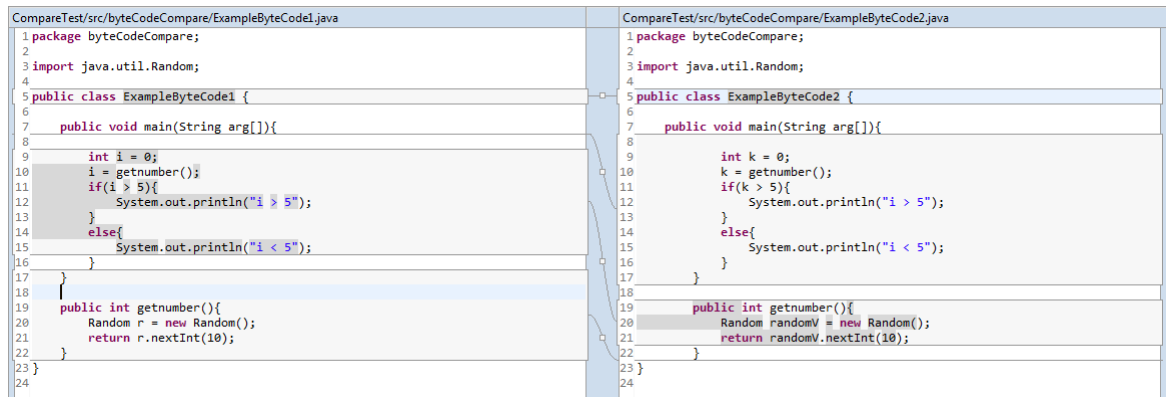 CompareTest/src/byteCodeCompare/ExampleByteCode1.java
1 package byteCodeCompare;
2
3 import java.util.Random;
4
5 public class ExampleByteCode1 {
6
7     public void main(String arg[]){
8
9         int i = 0;
10         i = getnumber();
11         if(i > 5){
12             System.out.println("i > 5");
13         }
14         else{
15             System.out.println("i < 5");
16         }
17     }
18
19     public int getnumber(){
20         Random r = new Random();
21         return r.nextInt(10);
22     }
23 }
24
CompareTest/src/byteCodeCompare/ExampleByteCode2.java
1 package byteCodeCompare;
2
3 import java.util.Random;
4
5 public class ExampleByteCode2 {
6
7     public void main(String arg[]){
8
9             int k = 0;
10             k = getnumber();
11             if(k > 5){
12                 System.out.println("i > 5");
13             }
14             else{
15                 System.out.println("i < 5");
16             }
17         }
18
19         public int getnumber(){
20             Random randomV = new Random();
21             return randomV.nextInt(10);
22         }
23 }
24